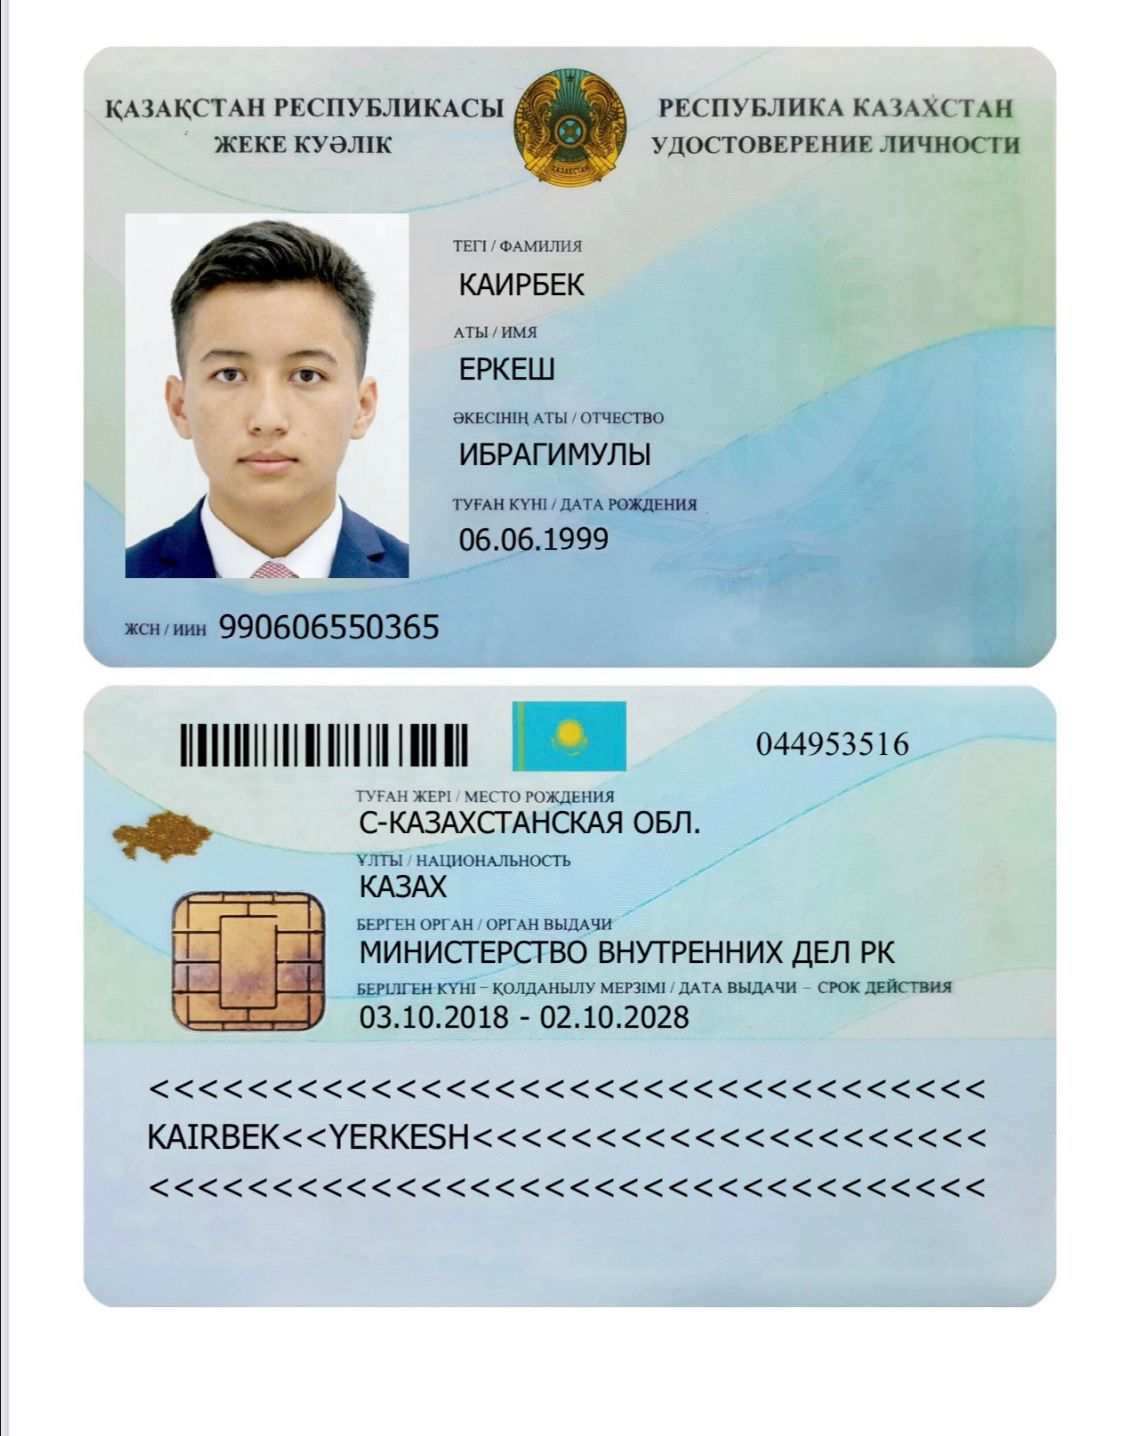 ҚАЗАҚСТАН РЕСПУБЛИКАСЫ
ЖЕКЕ КУӘЛІК
РЕСПУБЛИКА КАЗАХСТАН
УДОСТОВЕРЕНИЕ ЛИЧНОСТИ
ҚАЗАҚСТАН
ТЕГІ / ФАМИЛИЯ
КАИРБЕК
АТЫ / ИМЯ
ЕРКЕШ
ӘКЕСІНІҢ АТЫ / ОТЧЕСТВО
ИБРАГИМУЛЫ
ТУҒАН КҮНІ / ДАТА РОЖДЕНИЯ
06.06.1999
ЖСН / ИИН 990606550365
044953516
ТУҒАН ЖЕРІ / МЕСТО РОЖДЕНИЯ
С-КАЗАХСТАНСКАЯ ОБЛ.
ҰЛТЫ / НАЦИОНАЛЬНОСТЬ
КАЗАХ
БЕРГЕН ОРГАН / ОРГАН ВЫДАЧИ
МИНИСТЕРСТВО ВНУТРЕННИХ ДЕЛ РК
БЕРІЛГЕН КҮНІ – ҚОЛДАНЫЛУ МЕРЗІМІ / ДАТА ВЫДАЧИ – СРОК ДЕЙСТВИЯ
03.10.2018 - 02.10.2028
<<<<<<<<<<<<<<<<<<<<<<<<<<<<<<<<<<
KAIRBEK<<YERKESH<<<<<<<<<<<<<<<<<<<<<
<<<<<<<<<<<<<<<<<<<<<<<<<<<<<<<<<<